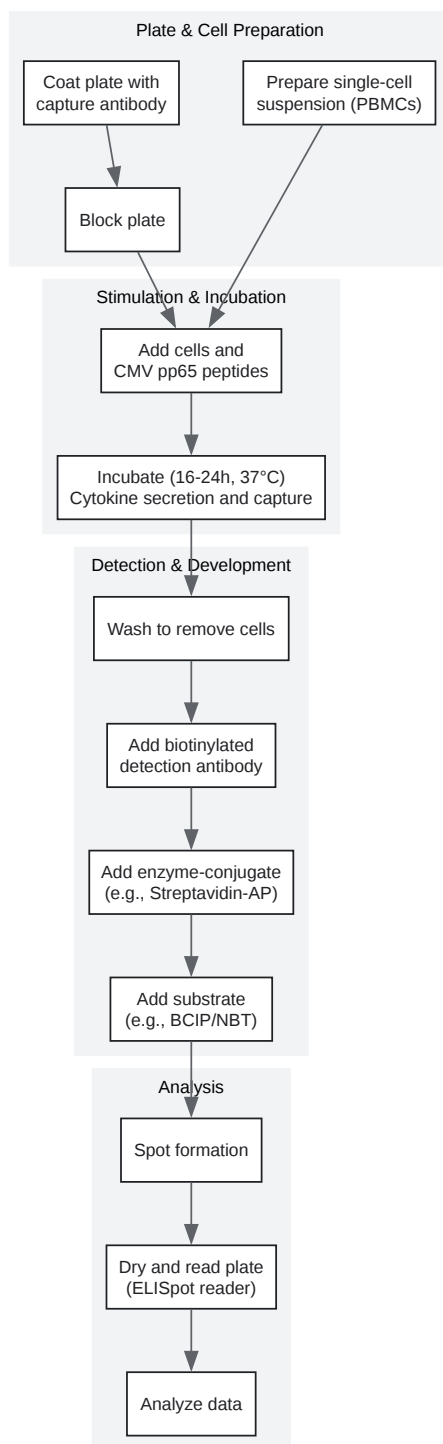 Plate & Cell Preparation
Coat plate with
capture antibody
Prepare single-cell
suspension (PBMCs)
Block plate
Stimulation & Incubation
Add cells and
CMV pp65 peptides
Incubate (16-24h, 37°C)
Cytokine secretion and capture
Detection & Development
Wash to remove cells
Add biotinylated
detection antibody
Add enzyme-conjugate
(e.g., Streptavidin-AP)
Add substrate
(e.g., BCIP/NBT)
Analysis
Spot formation
Dry and read plate
(ELISpot reader)
Analyze data